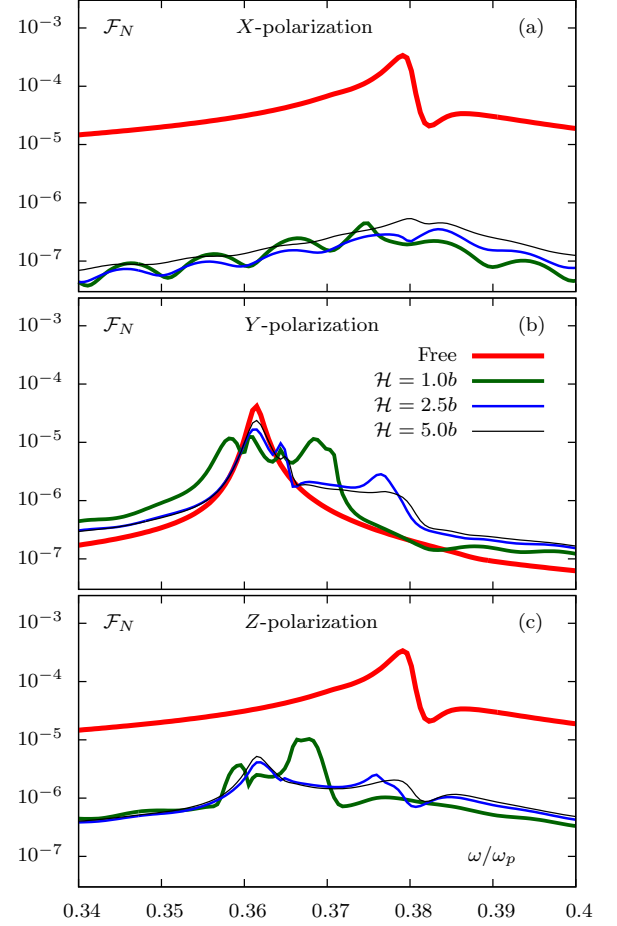 10⁻³ 𝓕_N X-polarization (a)
10⁻⁴
10⁻⁵
10⁻⁶
10⁻⁷
10⁻³ 𝓕_N Y-polarization (b)
Free
10⁻⁴ 𝓗 = 1.0b
𝓗 = 2.5b
10⁻⁵ 𝓗 = 5.0b
10⁻⁶
10⁻⁷
10⁻³ 𝓕_N Z-polarization (c)
10⁻⁴
10⁻⁵
10⁻⁶
10⁻⁷ ω/ω_p
0.34 0.35 0.36 0.37 0.38 0.39 0.4